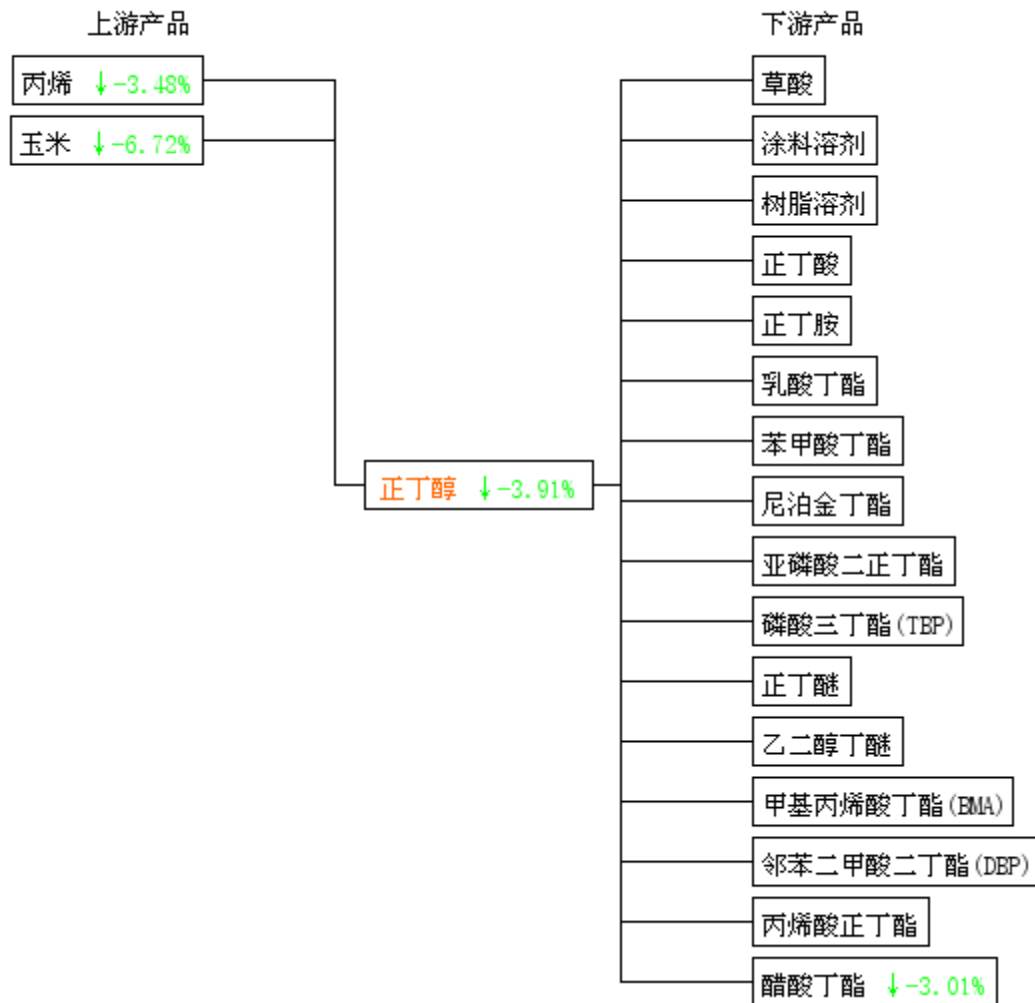 上游产品
下游产品
丙烯 ↓-3.48%
玉米 ↓-6.72%
正丁醇 ↓-3.91%
草酸
涂料溶剂
树脂溶剂
正丁酸
正丁胺
乳酸丁酯
苯甲酸丁酯
尼泊金丁酯
亚磷酸二正丁酯
磷酸三丁酯(TBP)
正丁醚
乙二醇丁醚
甲基丙烯酸丁酯(BMA)
邻苯二甲酸二丁酯(DBP)
丙烯酸正丁酯
醋酸丁酯 ↓-3.01%